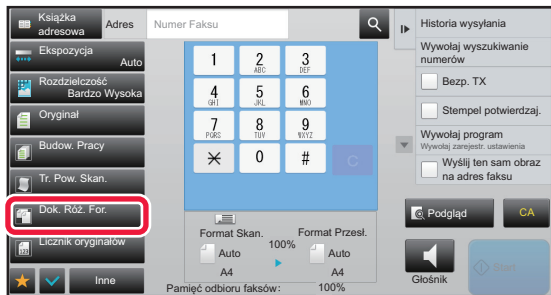 Książka
adresowa
Adres
Numer Faksu
Ekspozycja
Auto
Rozdzielczość
Bardzo Wysoka
Oryginał
Budow. Pracy
Tr. Pow. Skan.
Dok. Róż. For.
Licznik oryginałów
Inne
1
2
ABC
3
DEF
4
GHI
5
JKL
6
MNO
7
PQRS
8
TUV
9
WXYZ
0
#
C
Format Skan.
Auto
A4
100%
Format Przesł.
Auto
A4
Pamięć odbioru faksów:
100%
Historia wysyłania
Wywołaj wyszukiwanie
numerów
Bezp. TX
Stempel potwierdzaj.
Wywołaj program
Wywołaj zarejestr. ustawienia
Wyślij ten sam obraz
na adres faksu
Podgląd
CA
Głośnik
Start